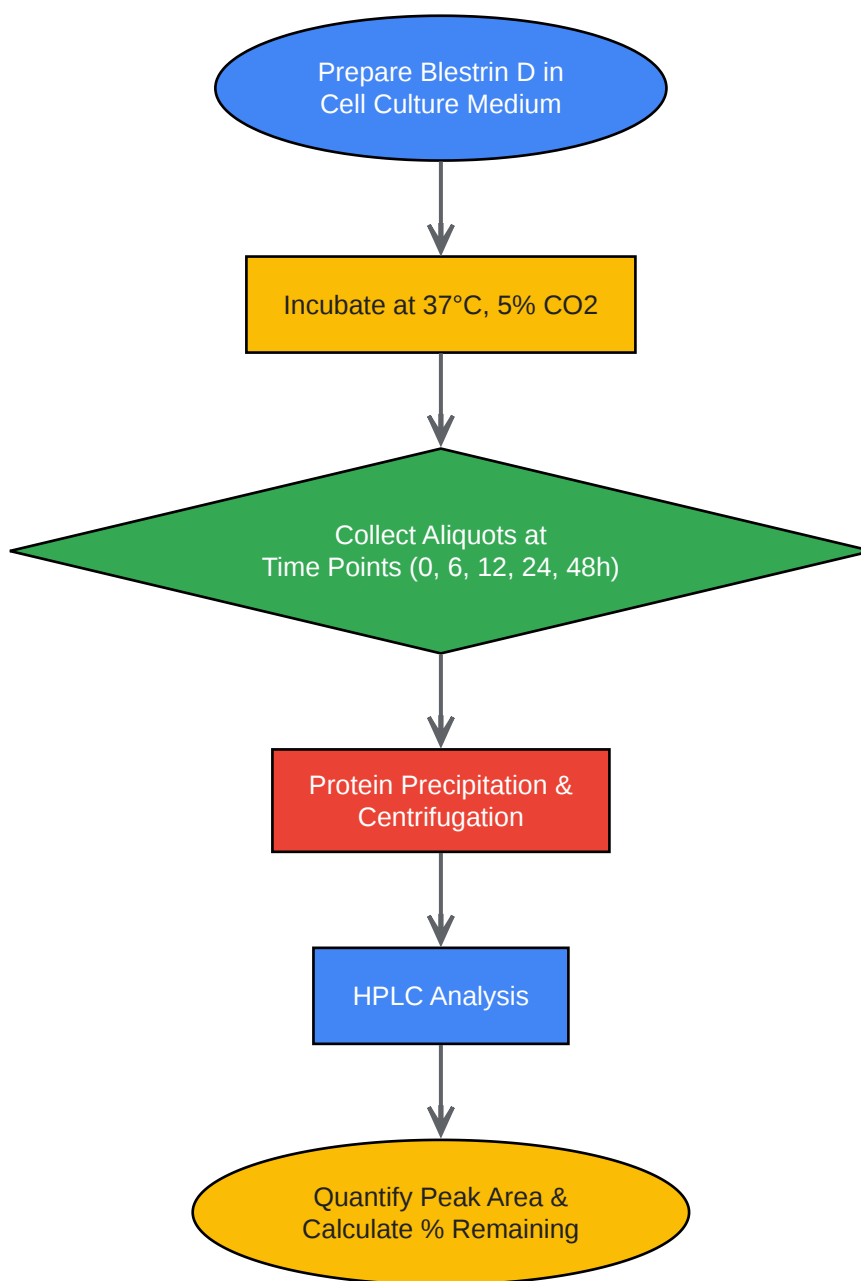 Prepare Blestrin D in
Cell Culture Medium
Incubate at 37°C, 5% CO2
Collect Aliquots at
Time Points (0, 6, 12, 24, 48h)
Protein Precipitation &
Centrifugation
HPLC Analysis
Quantify Peak Area &
Calculate % Remaining